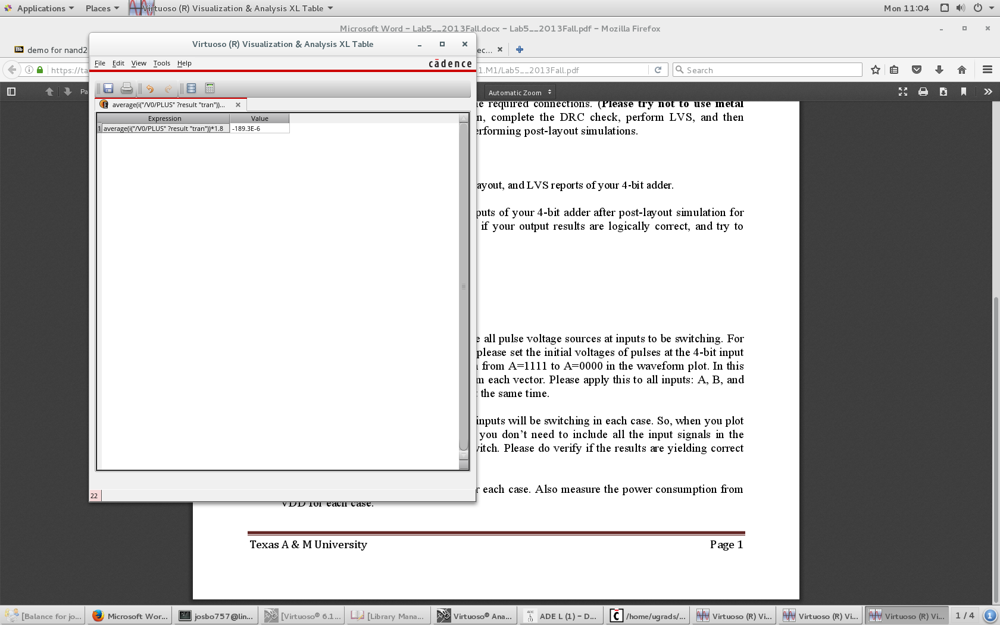 Applications Places Virtuoso (R) Visualization & Analysis XL Table Mon 11:04
Microsoft Word - Lab5__2013Fall.docx - Lab5__2013Fall.pdf - Mozilla Firefox
Bb demo for nand2 ec...
https://ta 1.M1/Lab5__2013Fall.pdf Search
Pa Automatic Zoom
Virtuoso (R) Visualization & Analysis XL Table
File Edit View Tools Help cādence
average(i("/V0/PLUS" ?result "tran"))...
Expression Value
1 average(i("/V0/PLUS" ?result "tran"))*1.8 -189.3E-6
22
e required connections. (Please try not to use metal
n, complete the DRC check, perform LVS, and then
erforming post-layout simulations.
ayout, and LVS reports of your 4-bit adder.
puts of your 4-bit adder after post-layout simulation for
if your output results are logically correct, and try to
e all pulse voltage sources at inputs to be switching. For
please set the initial voltages of pulses at the 4-bit input
from A=1111 to A=0000 in the waveform plot. In this
m each vector. Please apply this to all inputs: A, B, and
t the same time.
inputs will be switching in each case. So, when you plot
you don't need to include all the input signals in the
vitch. Please do verify if the results are yielding correct
r each case. Also measure the power consumption from
VDD for each case.
Texas A & M University Page 1
[Balance for jo... Microsoft Wor... josbo757@lin... [Virtuoso® 6.1... [Library Mana... Virtuoso® Ana... ADE L (1) - D... /home/ugrads/... Virtuoso (R) Vi... Virtuoso (R) Vi... Virtuoso (R) Vi... 1 / 4 1